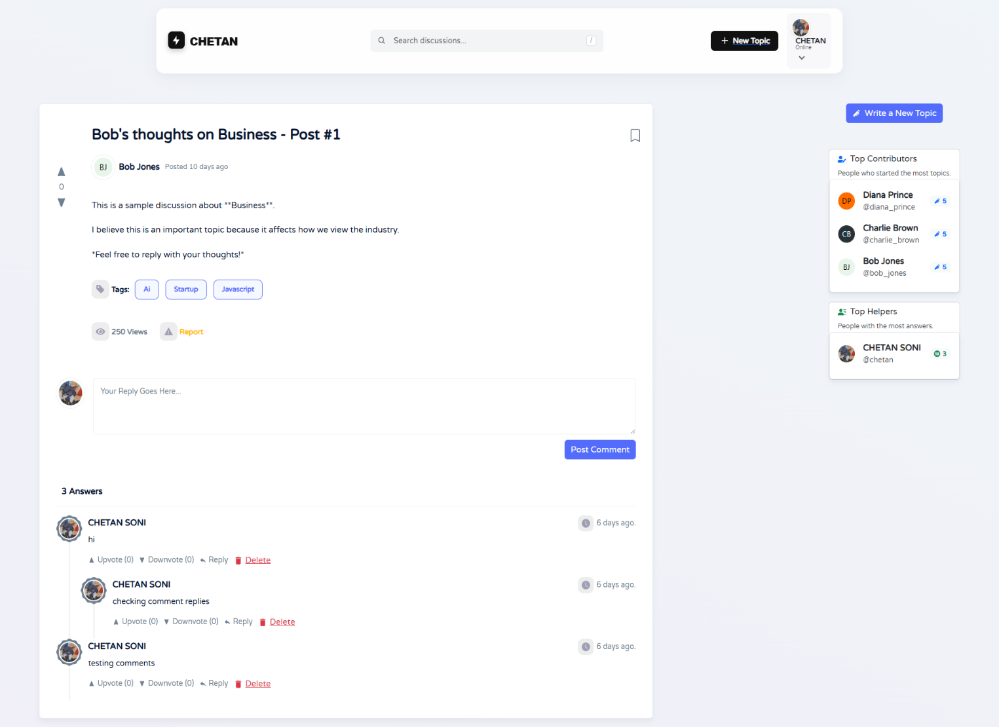 CHETAN
Search discussions...
/
+ New Topic
CHETAN
Online
Bob's thoughts on Business - Post #1
BJ
Bob Jones
Posted 10 days ago
0
This is a sample discussion about **Business**.
I believe this is an important topic because it affects how we view the industry.
*Feel free to reply with your thoughts!*
Tags:
Ai
Startup
Javascript
250 Views
Report
Your Reply Goes Here...
Post Comment
3 Answers
CHETAN SONI
6 days ago.
hi
Upvote (0)
Downvote (0)
Reply
Delete
CHETAN SONI
6 days ago.
checking comment replies
Upvote (0)
Downvote (0)
Reply
Delete
CHETAN SONI
6 days ago.
testing comments
Upvote (0)
Downvote (0)
Reply
Delete
Write a New Topic
Top Contributors
People who started the most topics.
DP
Diana Prince
@diana_prince
5
CB
Charlie Brown
@charlie_brown
5
BJ
Bob Jones
@bob_jones
5
Top Helpers
People with the most answers.
CHETAN SONI
@chetan
3